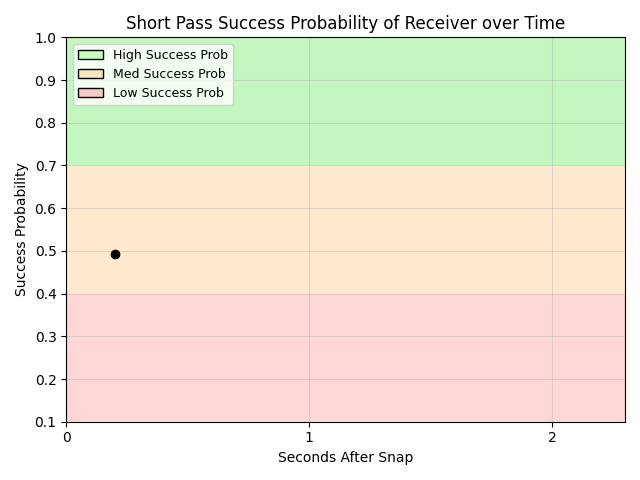 Short Pass Success Probability of Receiver over Time
1.0
0.9
0.8
0.7
0.6
0.5
0.4
0.3
0.2
0.1
High Success Prob
Med Success Prob
Low Success Prob
Success Probability
0 1 2
Seconds After Snap